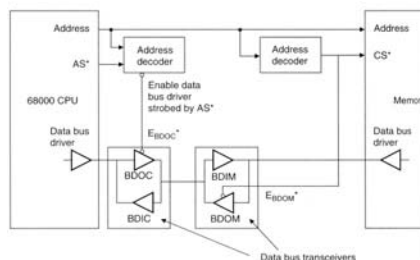 Address
Address
Address
decoder
Address
decoder
AS*
CS*
Enable data
bus driver
strobed by AS*
68000 CPU
Memor
Data bus
driver
Data bus
driver
EBDOC*
BDOC
BDIM
BDIC
BDOM
EBDOM*
Data bus transceivers